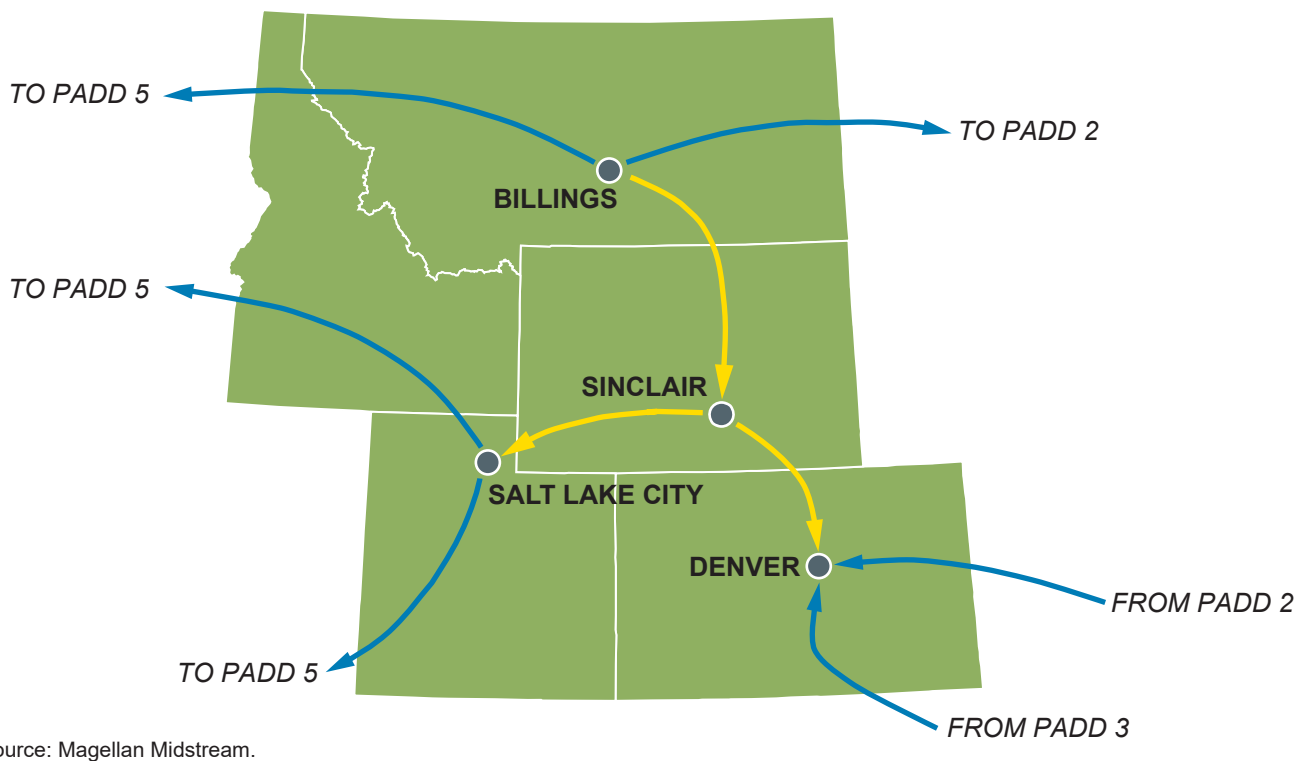 TO PADD 5
TO PADD 2
BILLINGS
TO PADD 5
SINCLAIR
SALT LAKE CITY
DENVER
FROM PADD 2
TO PADD 5
FROM PADD 3
ource: Magellan Midstream.